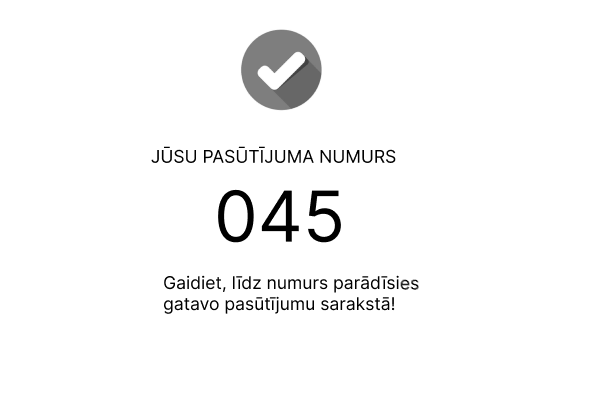 JŪSU PASŪTĪJUMA NUMURS
045
Gaidiet, līdz numurs parādīsies
gatavo pasūtījumu sarakstā!